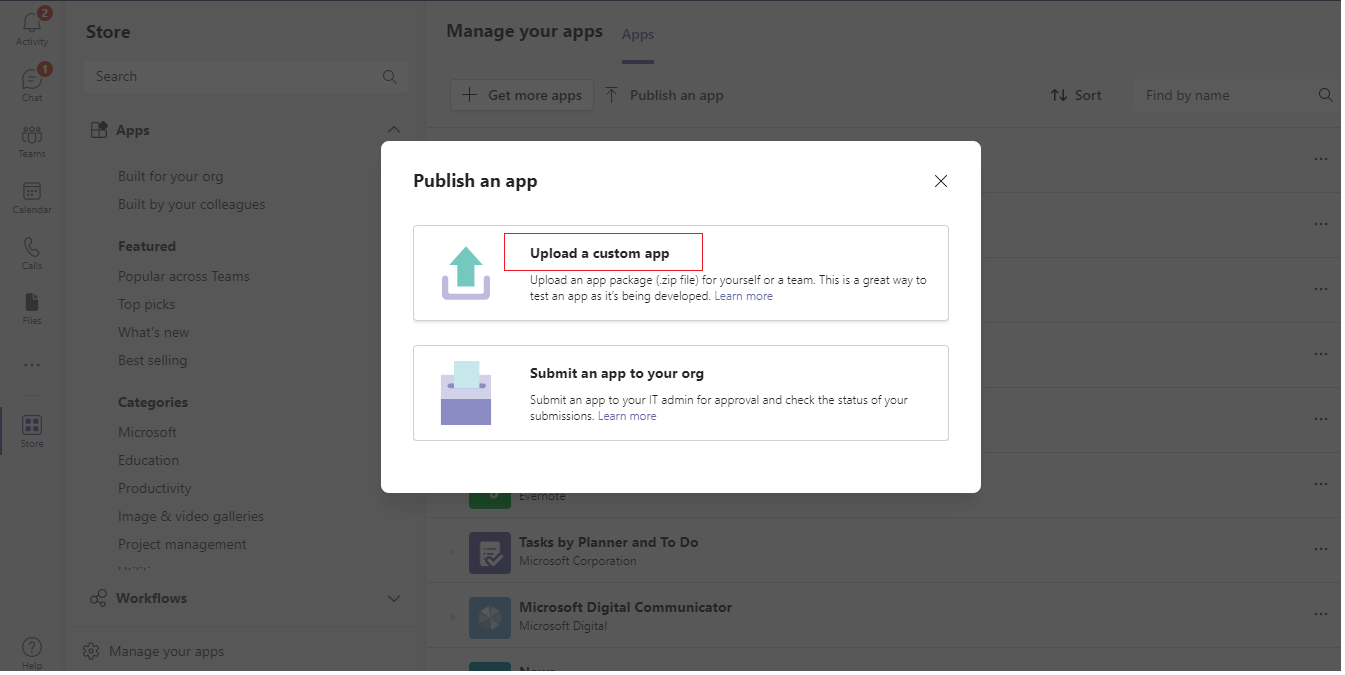 2
Activity
1
Chat
Teams
Calendar
Calls
Files
Store
Help
Store
Search
Apps
Built for your org
Built by your colleagues
Featured
Popular across Teams
Top picks
What's new
Best selling
Categories
Microsoft
Education
Productivity
Image & video galleries
Project management
Workflows
Manage your apps
Manage your apps
Apps
Get more apps
Publish an app
Sort
Find by name
Publish an app
Upload a custom app
Upload an app package (.zip file) for yourself or a team. This is a great way to
test an app as it's being developed. Learn more
Submit an app to your org
Submit an app to your IT admin for approval and check the status of your
submissions. Learn more
Evernote
Tasks by Planner and To Do
Microsoft Corporation
Microsoft Digital Communicator
Microsoft Digital